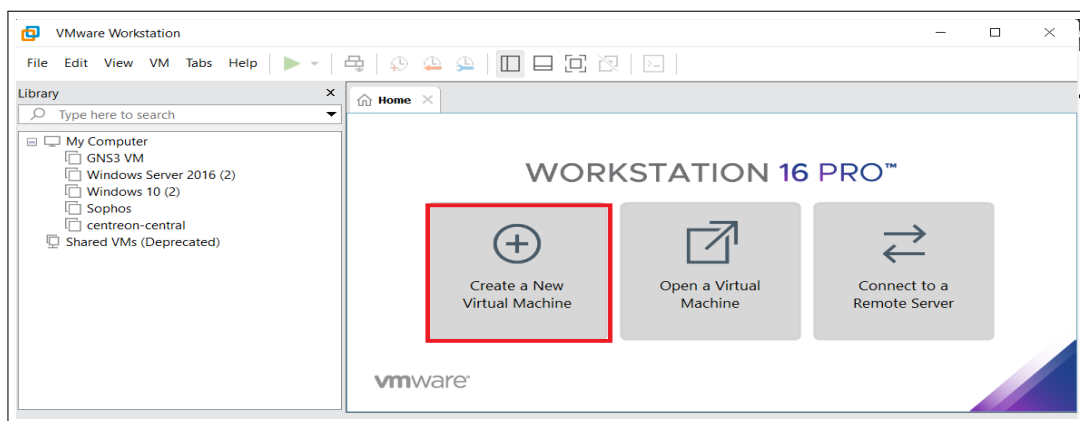 VMware Workstation
File Edit View VM Tabs Help
Library
Home
Type here to search
My Computer
GNS3 VM
Windows Server 2016 (2)
Windows 10 (2)
Sophos
centreon-central
Shared VMs (Deprecated)
WORKSTATION 16 PRO™
Create a New
Virtual Machine
Open a Virtual
Machine
Connect to a
Remote Server
vmware